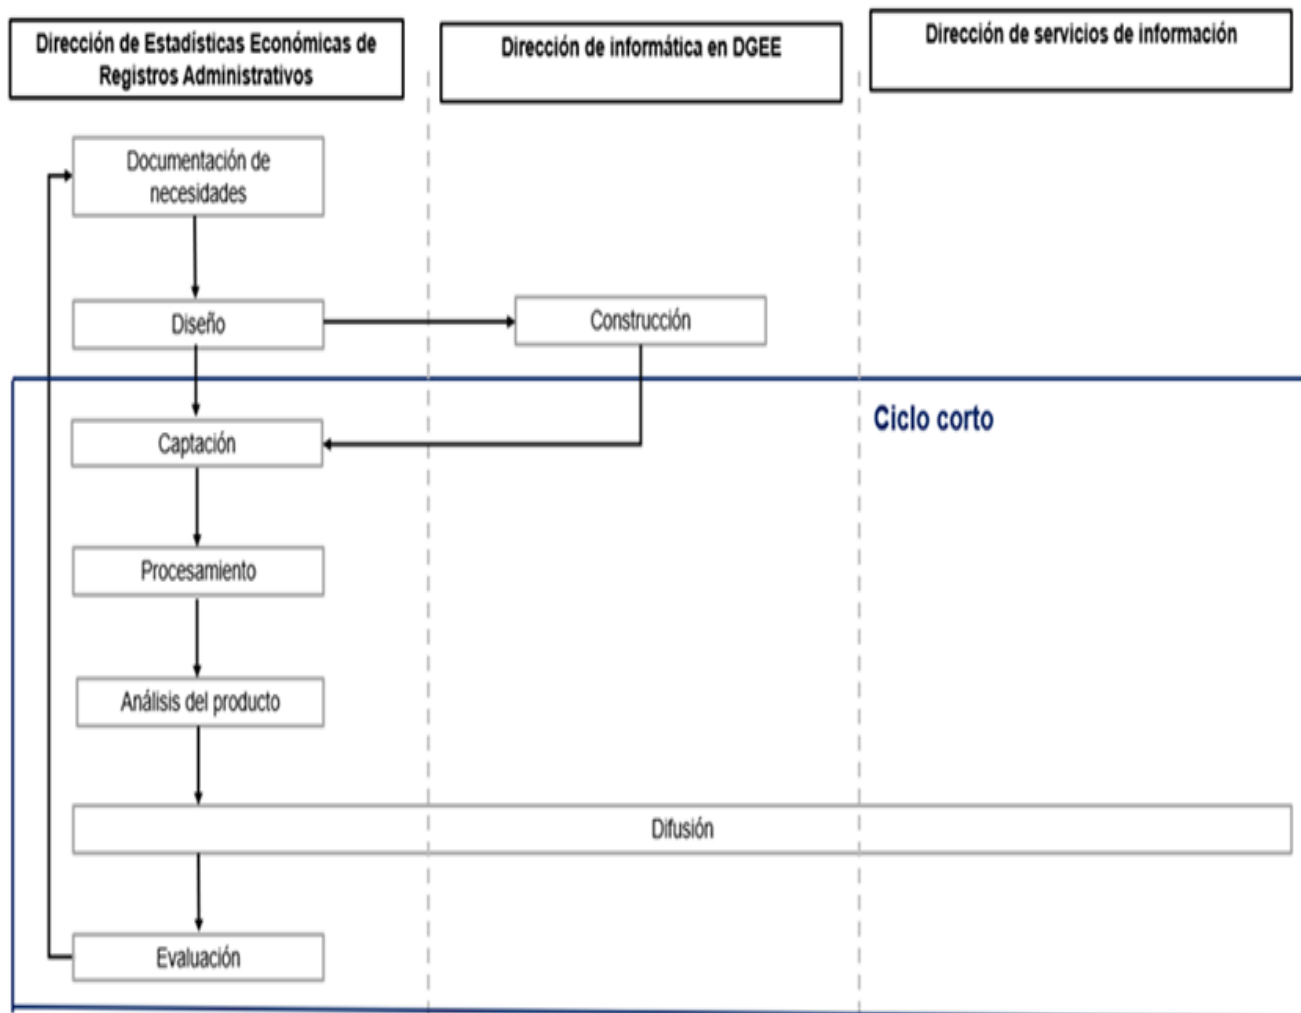 Dirección de Estadísticas Económicas de
Registros Administrativos
Dirección de informática en DGEE
Dirección de servicios de información
Documentación de
necesidades
Diseño
Construcción
Ciclo corto
Captación
Procesamiento
Análisis del producto
Difusión
Evaluación